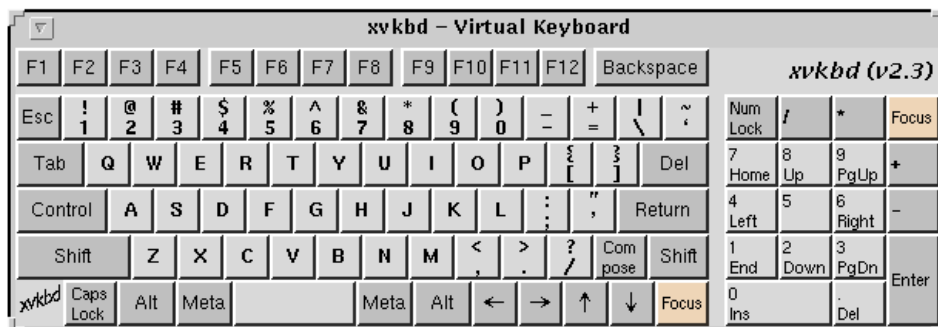 xvkbd – Virtual Keyboard
F1 F2 F3 F4 F5 F6 F7 F8 F9 F10 F11 F12 Backspace xvkbd (v2.3)
Esc ! 1 @ 2 # 3 $ 4 % 5 ^ 6 & 7 * 8 ( 9 ) 0 _ - + = | \ ~ ‘ Num Lock / * Focus
Tab Q W E R T Y U I O P { [ } ] Del 7 Home 8 Up 9 PgUp +
Control A S D F G H J K L : ; " ' Return 4 Left 5 6 Right -
Shift Z X C V B N M < , > . ? / Com pose Shift 1 End 2 Down 3 PgDn Enter
xvkbd Caps Lock Alt Meta Meta Alt ← → ↑ ↓ Focus 0 Ins . Del